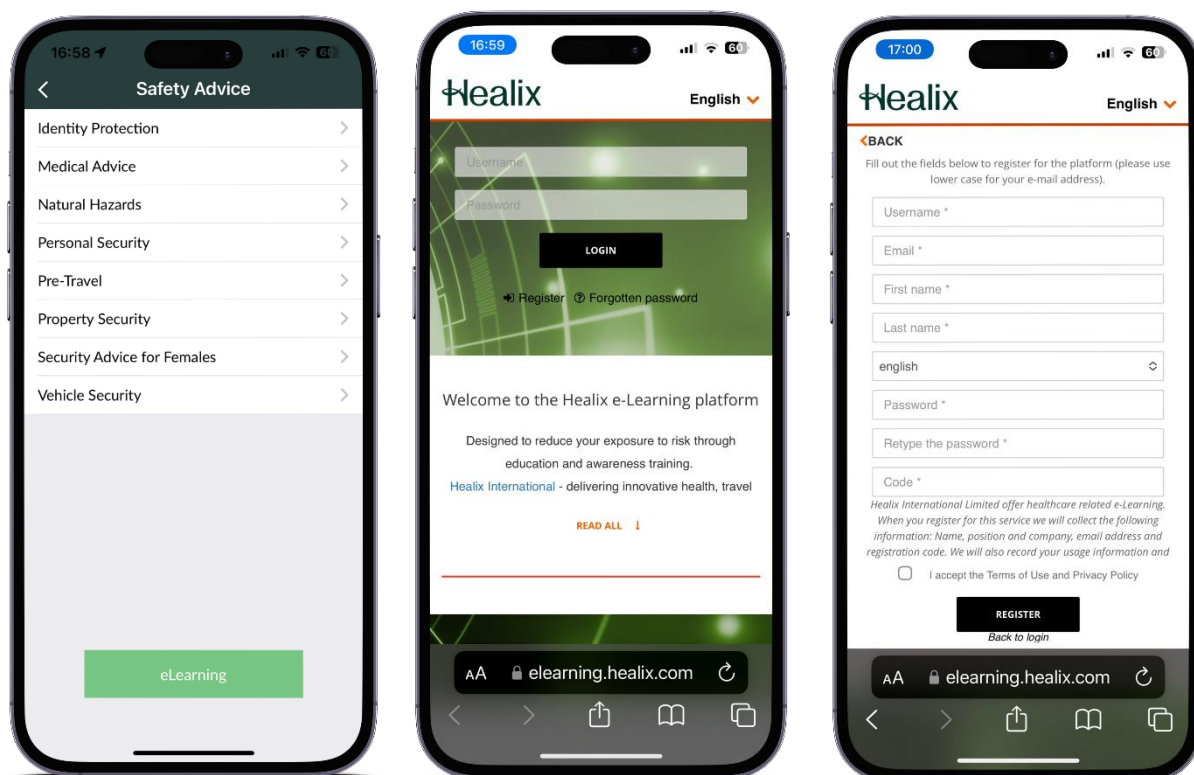 16:58
60
Safety Advice
Identity Protection
Medical Advice
Natural Hazards
Personal Security
Pre-Travel
Property Security
Security Advice for Females
Vehicle Security
eLearning
16:59
60
Healix
English
Username
Password
LOGIN
Register Forgotten password
Welcome to the Healix e-Learning platform
Designed to reduce your exposure to risk through
education and awareness training.
Healix International - delivering innovative health, travel
READ ALL
AA elearning.healix.com
17:00
60
Healix
English
BACK
Fill out the fields below to register for the platform (please use
lower case for your e-mail address).
Username *
Email *
First name *
Last name *
english
Password *
Retype the password *
Code *
Healix International Limited offer healthcare related e-Learning.
When you register for this service we will collect the following
information: Name, position and company, email address and
registration code. We will also record your usage information and
I accept the Terms of Use and Privacy Policy
REGISTER
Back to login
AA elearning.healix.com